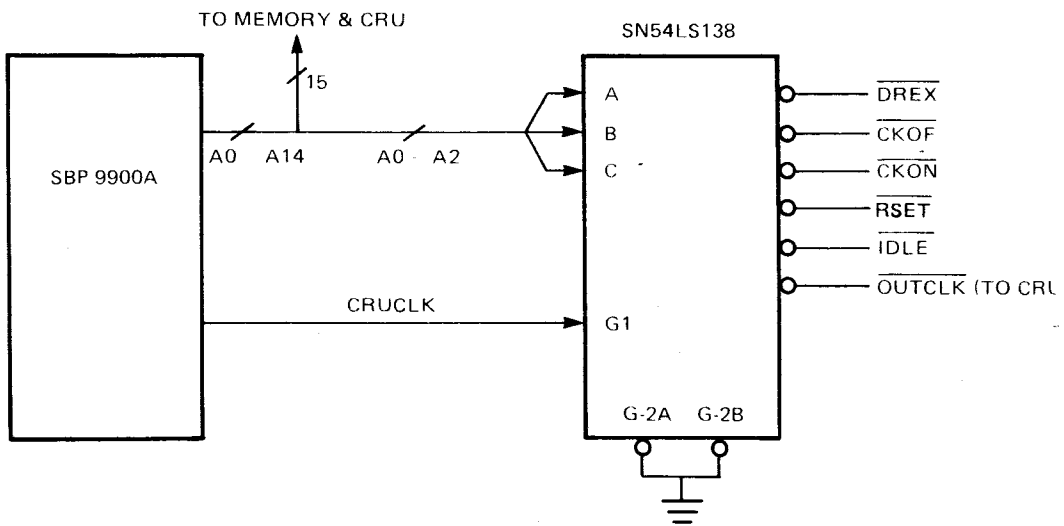 TO MEMORY & CRU
SN54LS138
15
A
B
C
A0 A14
A0 - A2
SBP 9900A
DREX
CKOF
CKON
RSET
IDLE
OUTCLK (TO CRU
CRUCLK
G1
G-2A G-2B